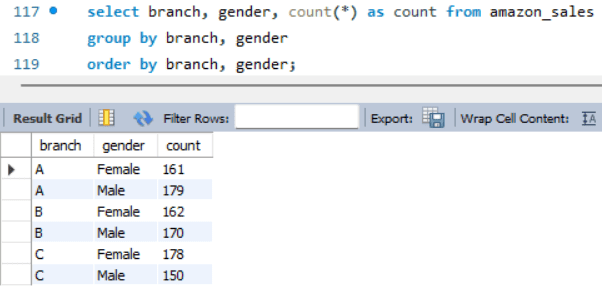 117 select branch, gender, count(*) as count from amazon_sales
118 group by branch, gender
119 order by branch, gender;
Result Grid Filter Rows: Export: Wrap Cell Content: IA
branch gender count
A Female 161
A Male 179
B Female 162
B Male 170
C Female 178
C Male 150